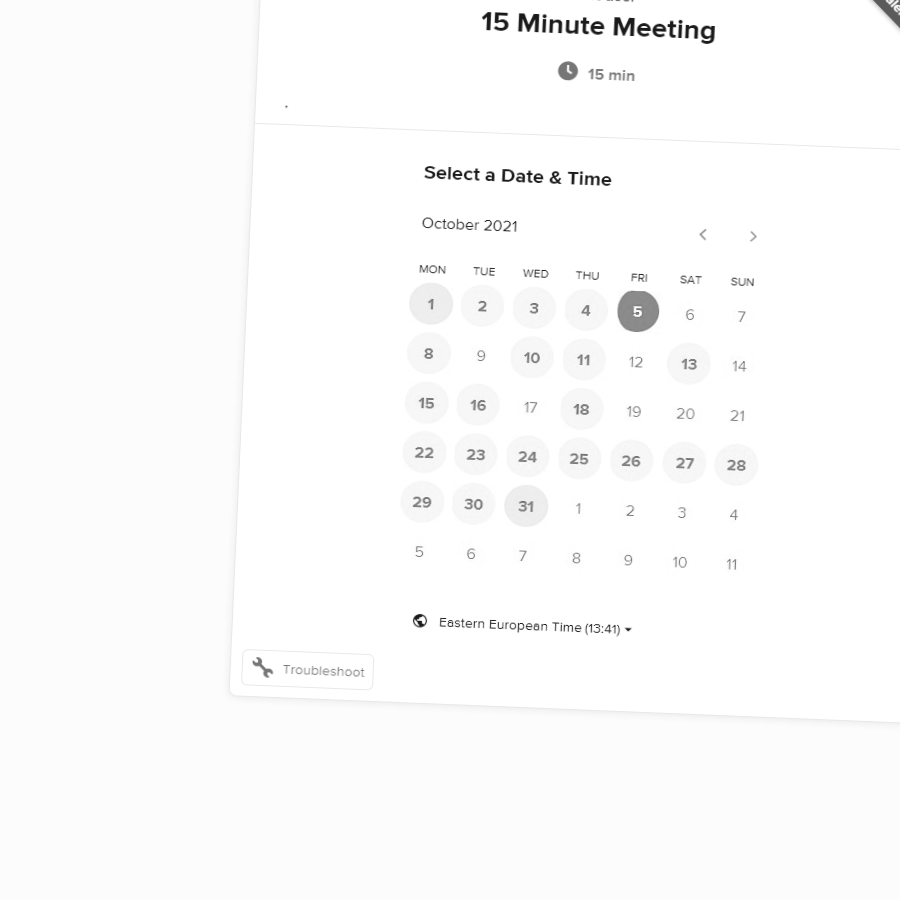 15 Minute Meeting
15 min
.
Select a Date & Time
October 2021
MON TUE WED THU FRI SAT SUN
1 2 3 4 5 6 7
8 9 10 11 12 13 14
15 16 17 18 19 20 21
22 23 24 25 26 27 28
29 30 31 1 2 3 4
5 6 7 8 9 10 11
Eastern European Time (13:41)
Troubleshoot